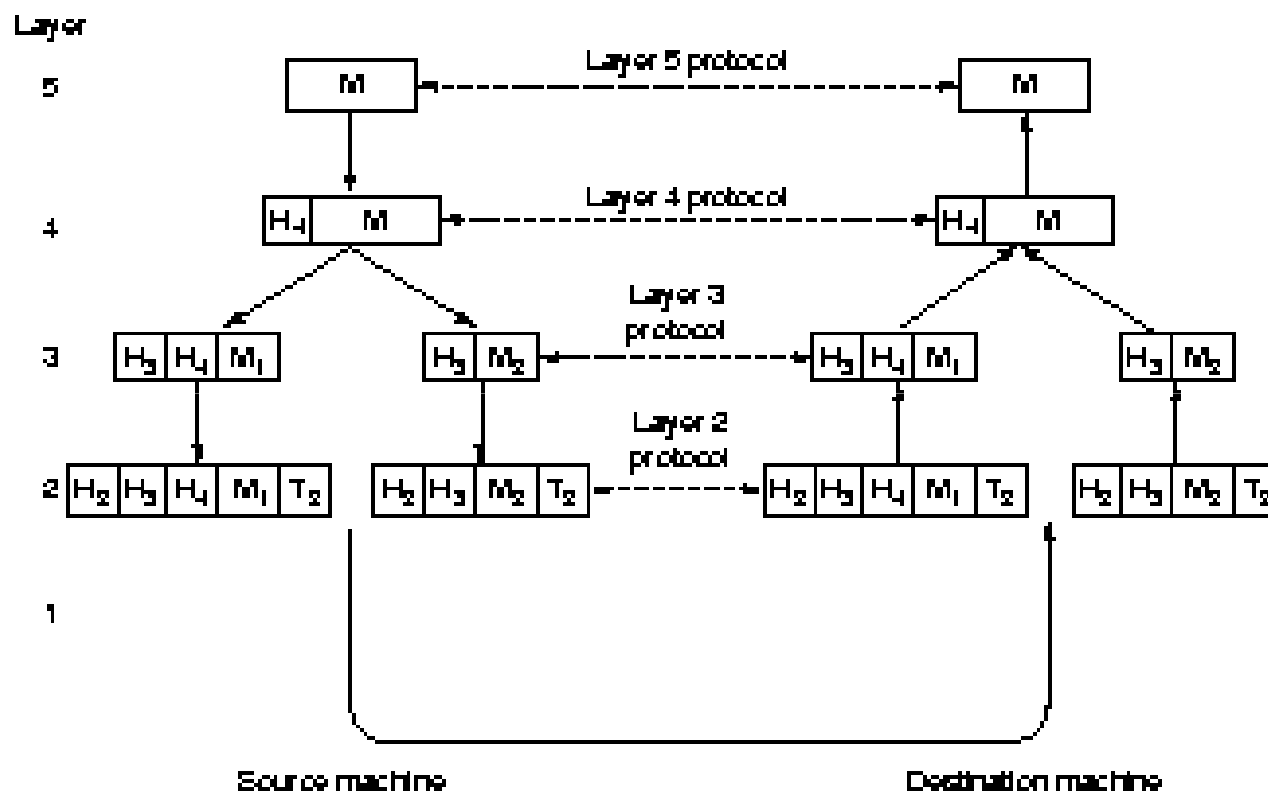 Layer
5
M
Layer 5 protocol
M
4
H4 M
Layer 4 protocol
H4 M
3
H3 H4 M1
H3 M2
Layer 3
protocol
H3 H4 M1
H3 M2
2
H2 H3 H4 M1 T2
H2 H3 M2 T2
Layer 2
protocol
H2 H3 H4 M1 T2
H2 H3 M2 T2
1
Source machine
Destination machine